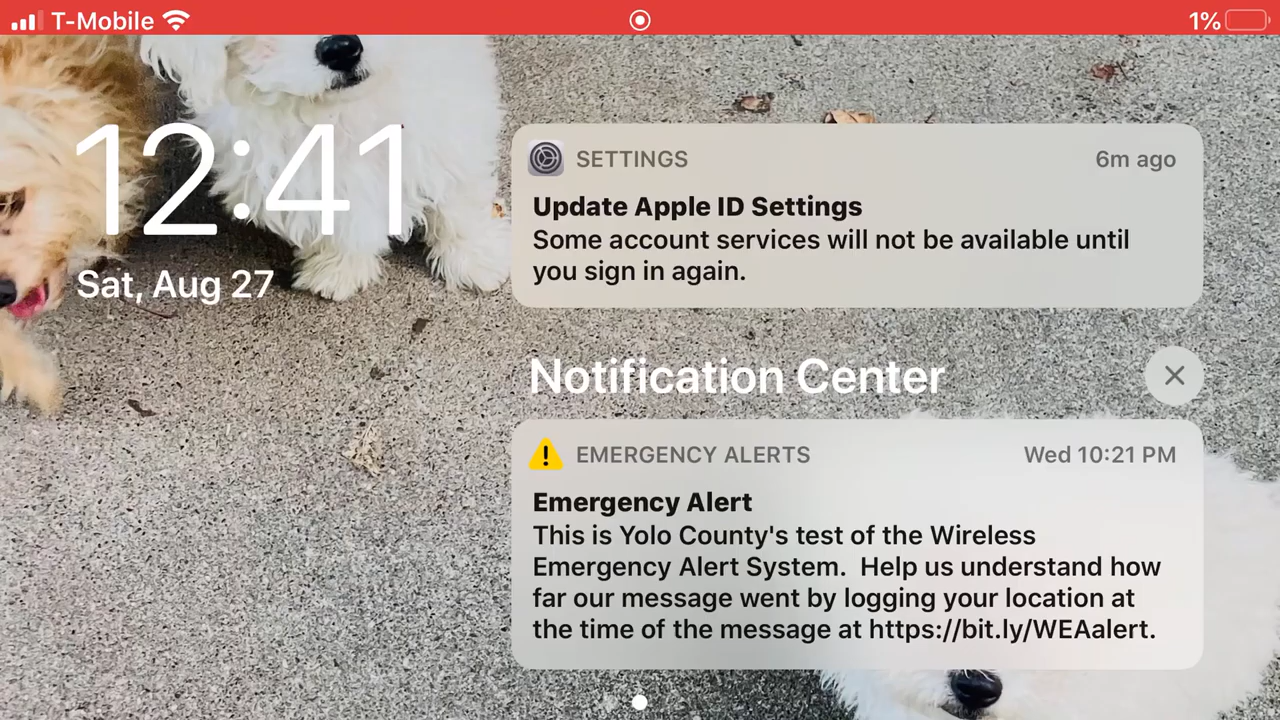 T-Mobile
1%
12:41
Sat, Aug 27
SETTINGS
6m ago
Update Apple ID Settings
Some account services will not be available until
you sign in again.
Notification Center
EMERGENCY ALERTS
Wed 10:21 PM
Emergency Alert
This is Yolo County's test of the Wireless
Emergency Alert System.  Help us understand how
far our message went by logging your location at
the time of the message at https://bit.ly/WEAalert.